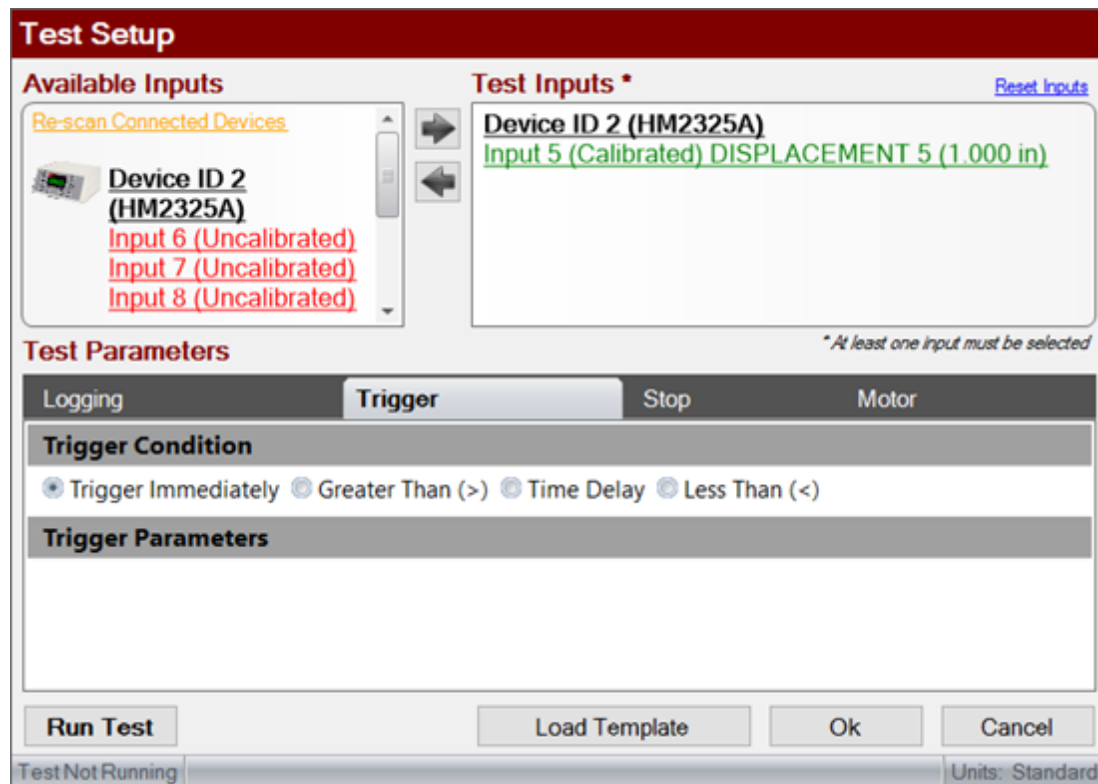 Test Setup
Available Inputs
Re-scan Connected Devices
Device ID 2
(HM2325A)
Input 6 (Uncalibrated)
Input 7 (Uncalibrated)
Input 8 (Uncalibrated)
Test Inputs *
Reset Inputs
Device ID 2 (HM2325A)
Input 5 (Calibrated) DISPLACEMENT 5 (1.000 in)
* At least one input must be selected
Test Parameters
Logging Trigger Stop Motor
Trigger Condition
Trigger Immediately Greater Than (>) Time Delay Less Than (<)
Trigger Parameters
Run Test Load Template Ok Cancel
Test Not Running Units: Standard